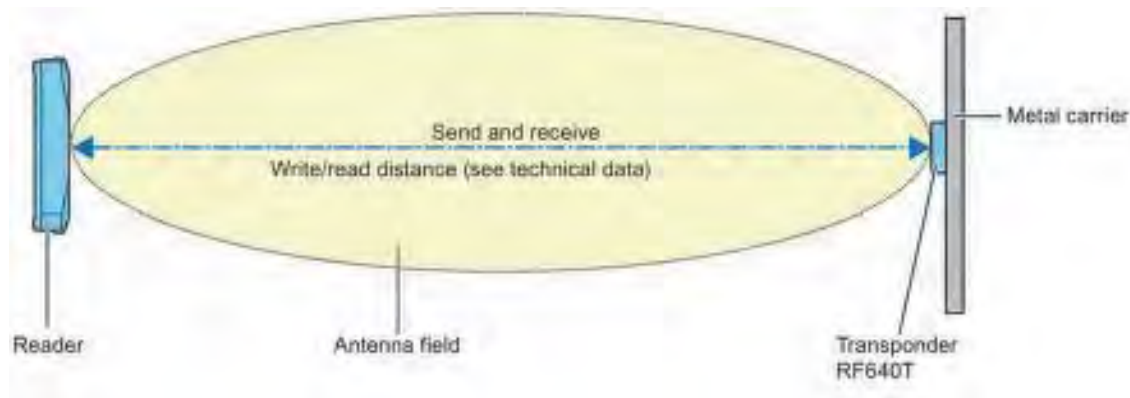 Send and receive
Metal carrier
Write/read distance (see technical data)
Reader
Antenna field
Transponder
RF640T